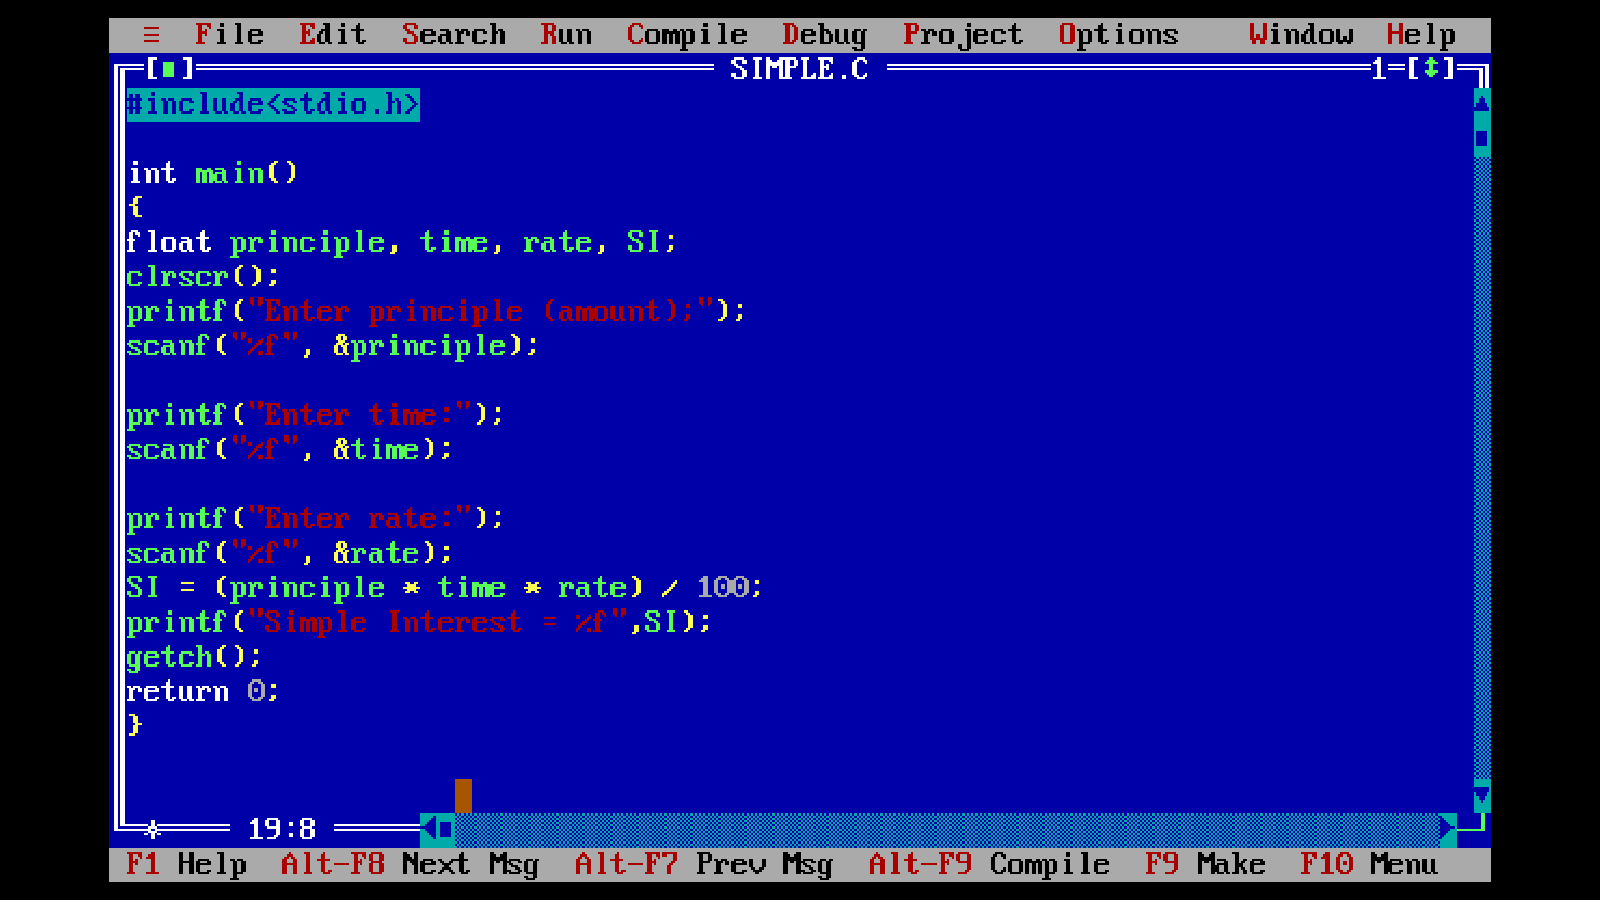 ≡ File Edit Search Run Compile Debug Project Options Window Help
[■] SIMPLE.C 1=[↕]
#include<stdio.h>
int main()
{
float principle, time, rate, SI;
clrscr();
printf("Enter principle (amount);");
scanf("%f", &principle);
printf("Enter time:");
scanf("%f", &time);
printf("Enter rate:");
scanf("%f", &rate);
SI = (principle * time * rate) / 100;
printf("Simple Interest = %f",SI);
getch();
return 0;
}
19:8
F1 Help Alt-F8 Next Msg Alt-F7 Prev Msg Alt-F9 Compile F9 Make F10 Menu